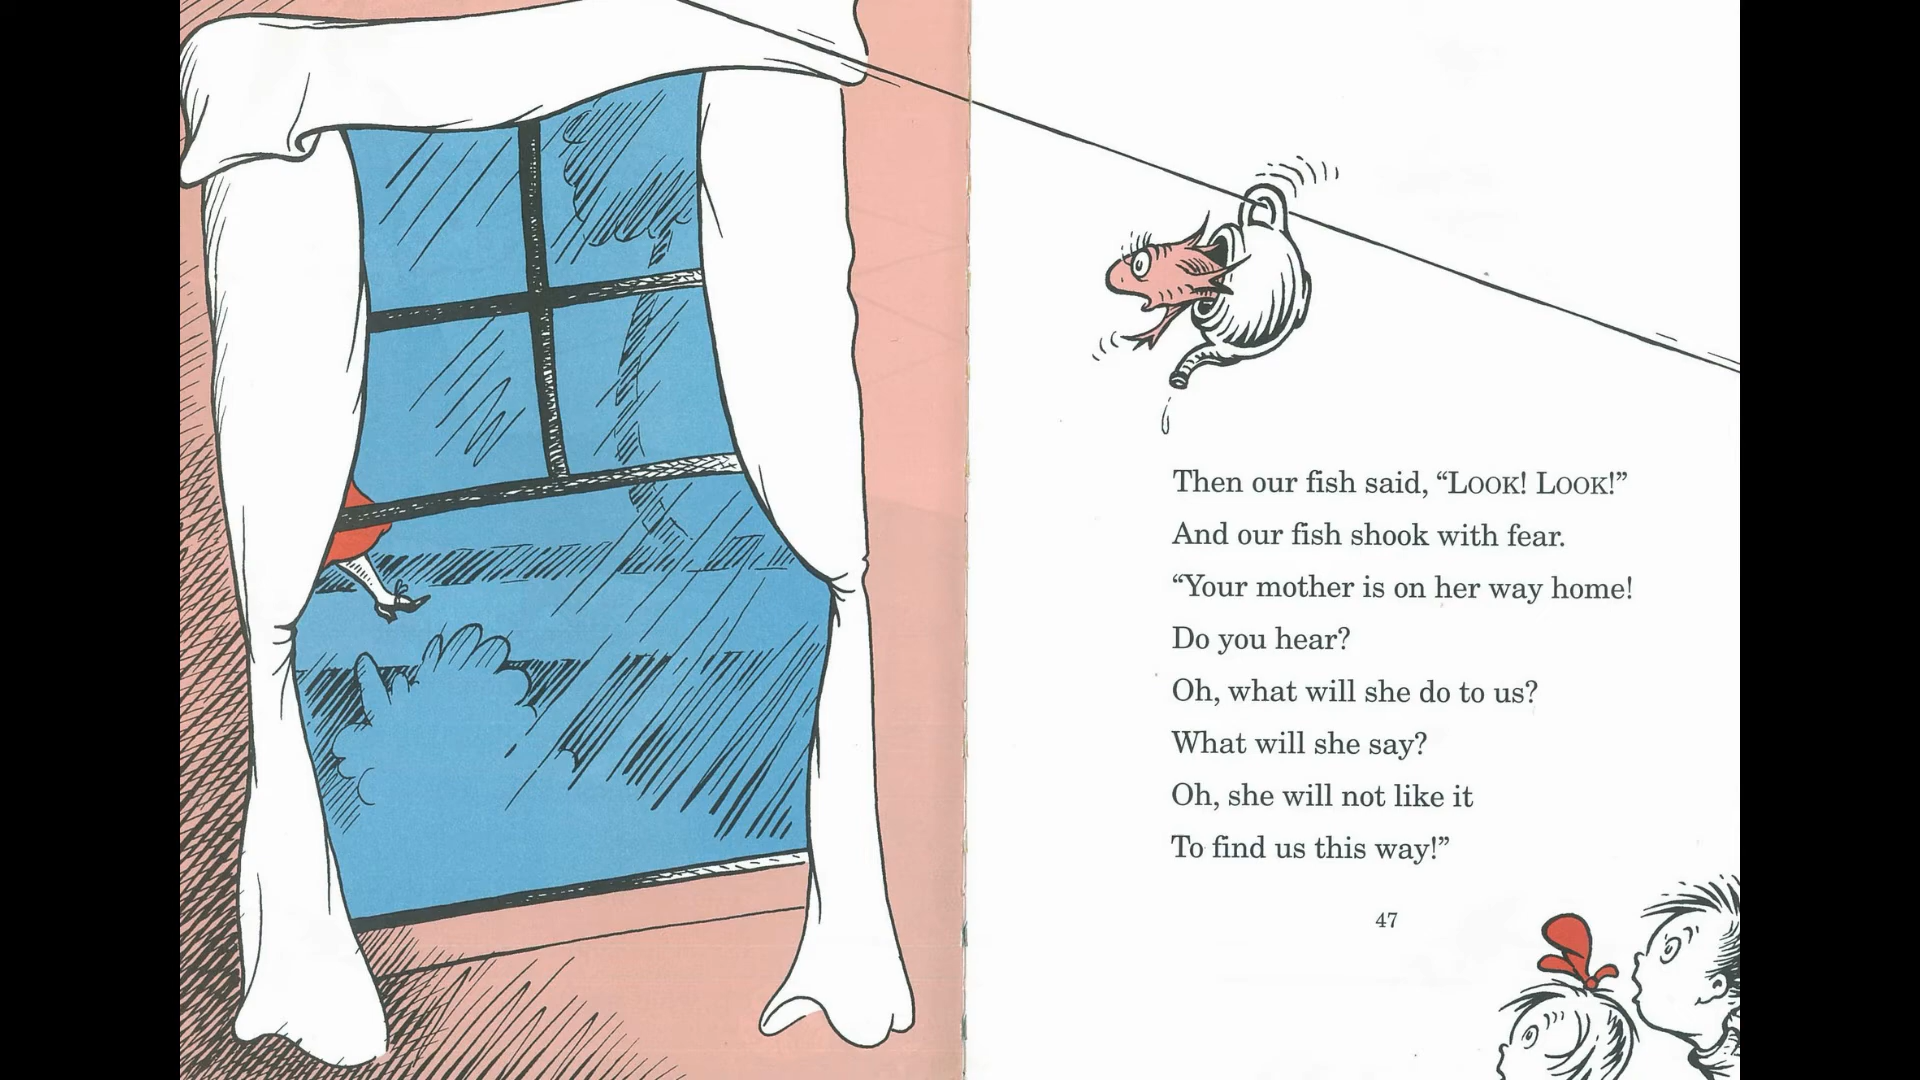 Then our fish said, “LOOK! LOOK!”
And our fish shook with fear.
“Your mother is on her way home!
Do you hear?
Oh, what will she do to us?
What will she say?
Oh, she will not like it
To find us this way!”
47